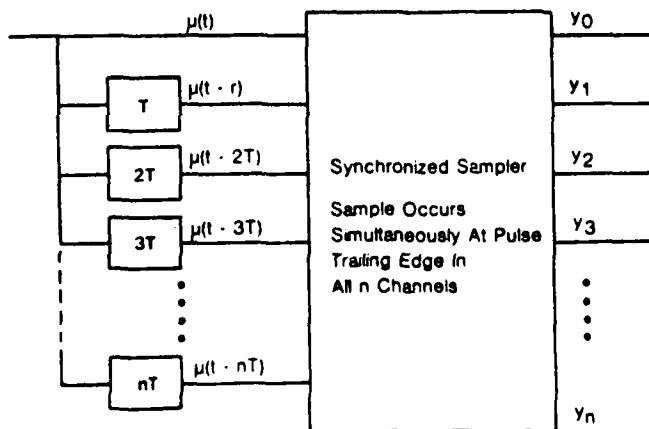 μ(t)
y0
T
μ(t - r)
y1
2T
μ(t - 2T)
y2
3T
μ(t - 3T)
y3
Synchronized Sampler
Sample Occurs
Simultaneously At Pulse
Trailing Edge In
All n Channels
nT
μ(t - nT)
yn